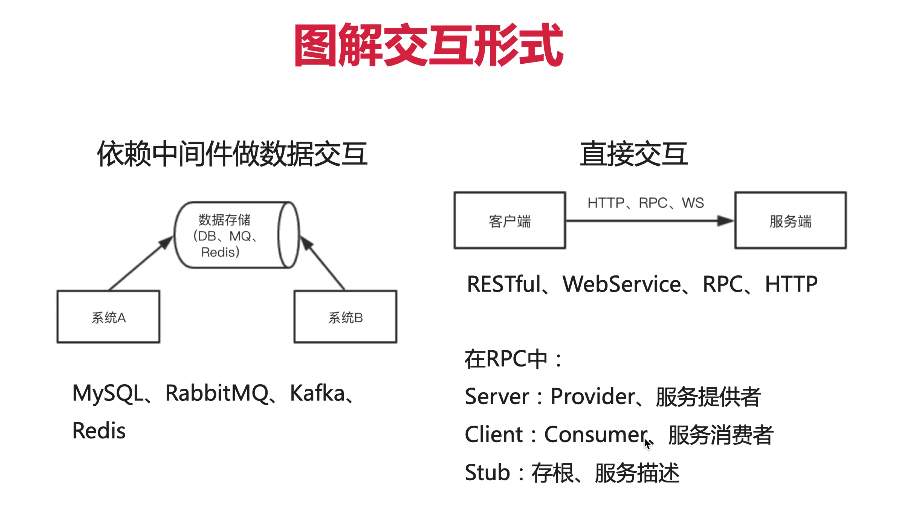 图解交互形式
依赖中间件做数据交互
数据存储
（DB、MQ、
Redis）
系统A
系统B
MySQL、RabbitMQ、Kafka、
Redis
直接交互
客户端
HTTP、RPC、WS
服务端
RESTful、WebService、RPC、HTTP
在RPC中：
Server：Provider、服务提供者
Client：Consumer、服务消费者
Stub：存根、服务描述